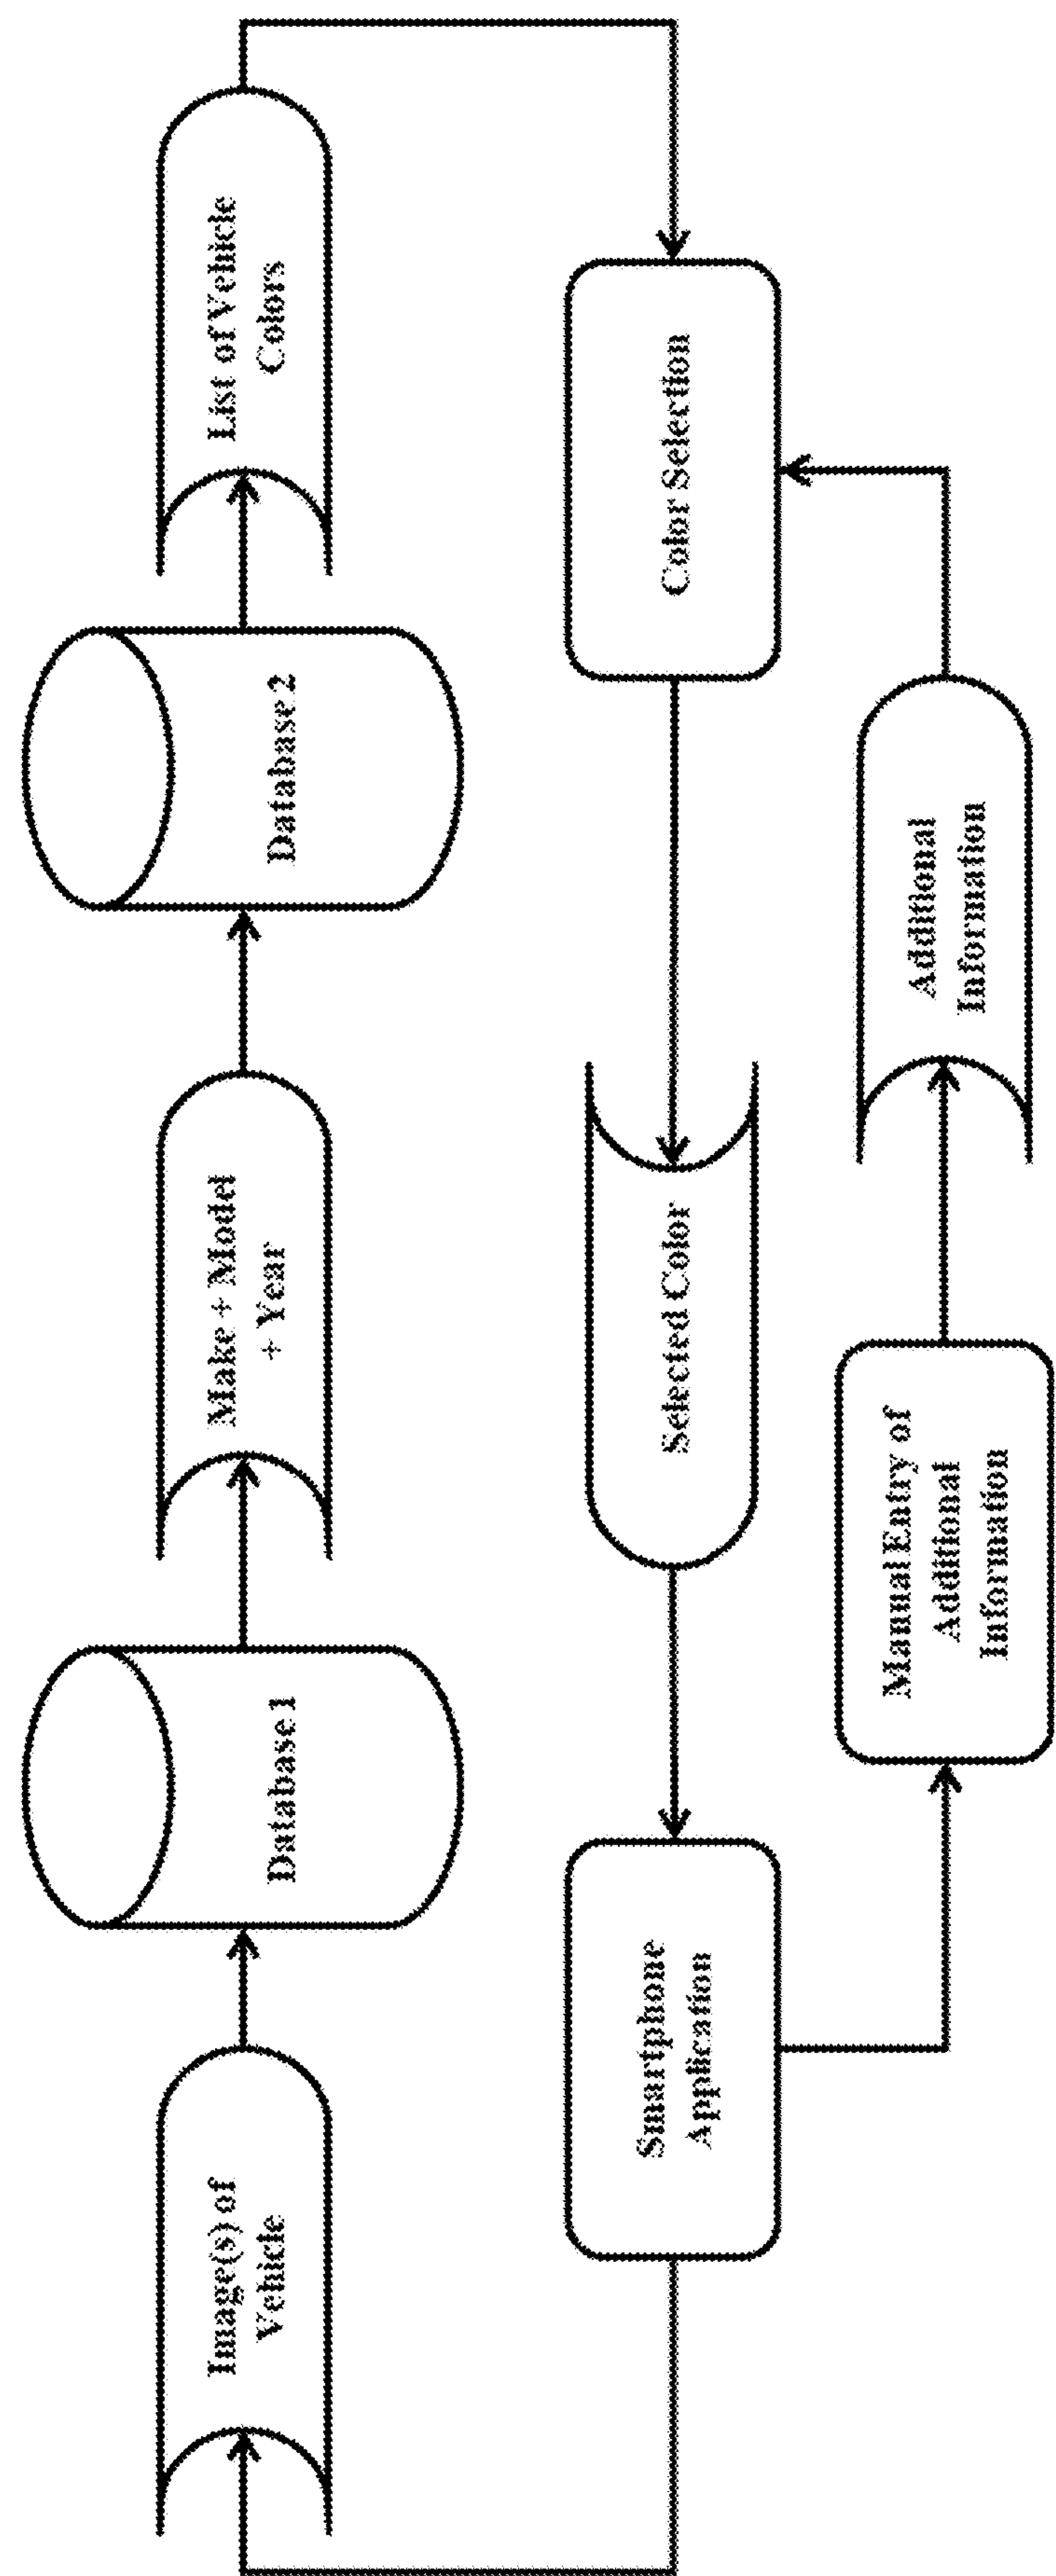 Image(s) of
Vehicle
Database 1
Make + Model
+ Year
Database 2
List of Vehicle
Colors
Smartphone
Application
Selected Color
Color Selection
Manual Entry of
Additional
Information
Additional
Information